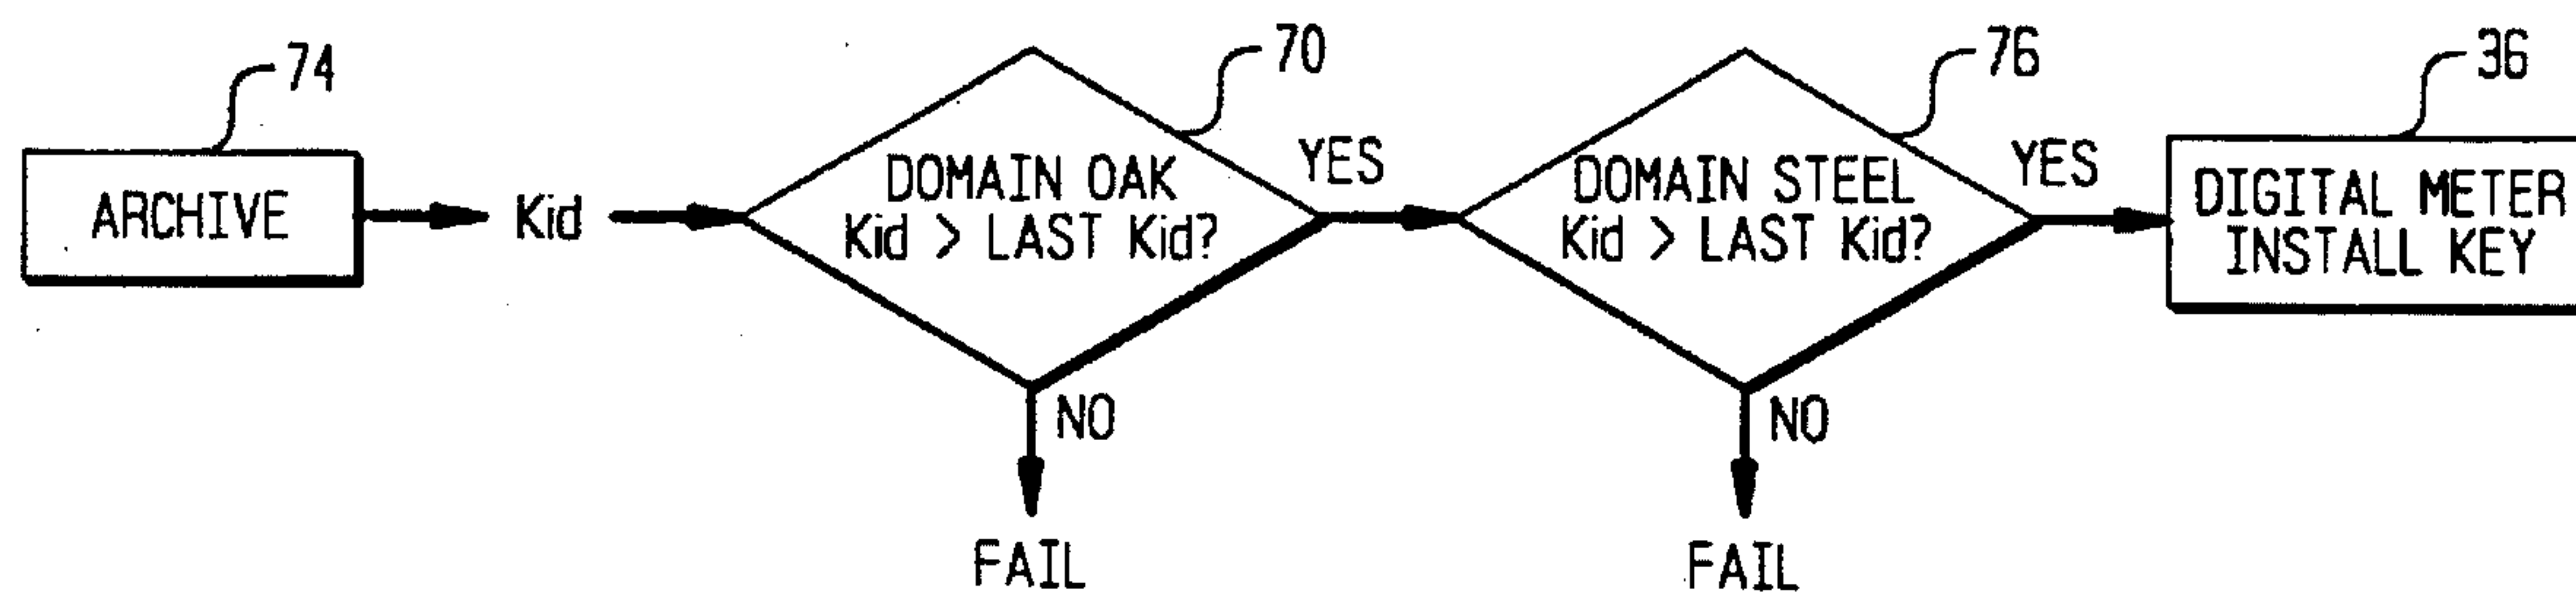 74
ARCHIVE
Kid
70
DOMAIN OAK
Kid > LAST Kid?
YES
NO
FAIL
76
DOMAIN STEEL
Kid > LAST Kid?
YES
NO
FAIL
36
DIGITAL METER
INSTALL KEY